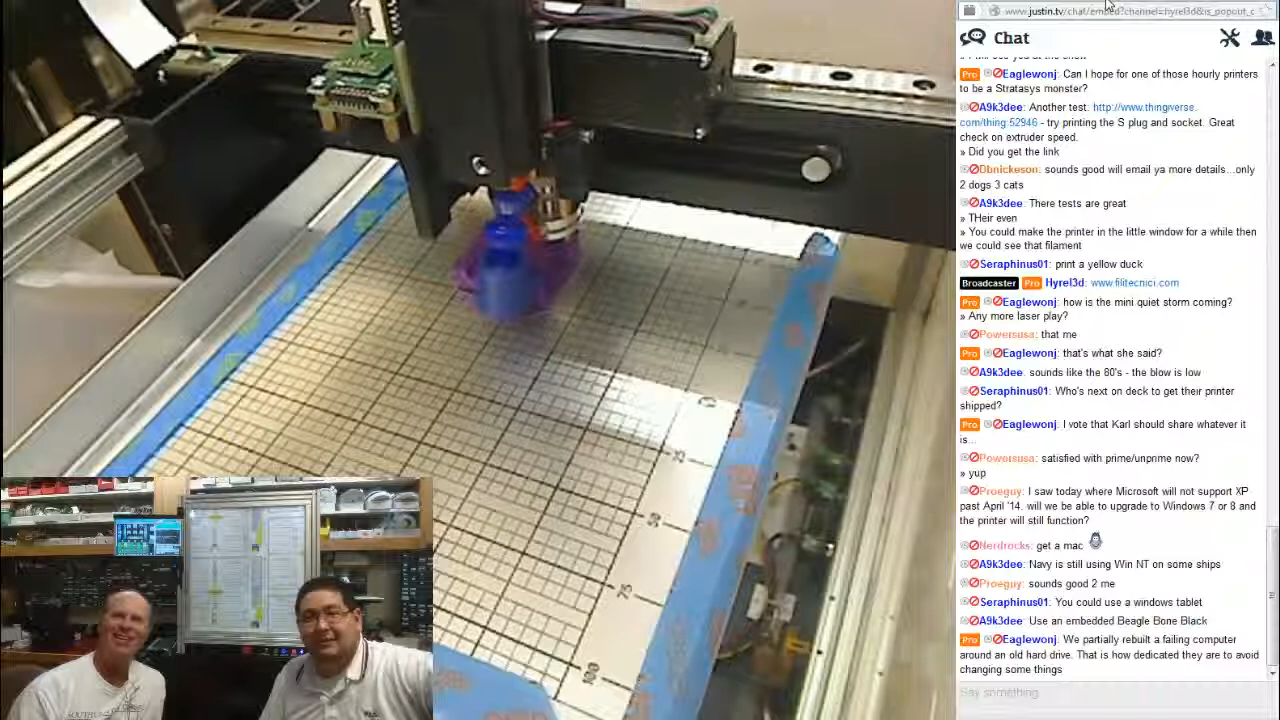 www.justin.tv/chat/embed?channel=hyrel3d&is_popout_c
Chat
Pro Eaglewonj: Can I hope for one of those hourly printers
to be a Stratasys monster?
A9k3dee: Another test: http://www.thingiverse.
com/thing:52946 - try printing the S plug and socket. Great
check on extruder speed.
» Did you get the link
Dbnickeson: sounds good will email ya more details...only
2 dogs 3 cats
A9k3dee: There tests are great
» THeir even
» You could make the printer in the little window for a while then
we could see that filament
Seraphinus01: print a yellow duck
Broadcaster Pro Hyrel3d: www.filitecnici.com
Pro Eaglewonj: how is the mini quiet storm coming?
» Any more laser play?
Powersusa: that me
Pro Eaglewonj: that's what she said?
A9k3dee: sounds like the 80's - the blow is low
Seraphinus01: Who's next on deck to get their printer
shipped?
Pro Eaglewonj: I vote that Karl should share whatever it
is...
Powersusa: satisfied with prime/unprime now?
» yup
Proeguy: I saw today where Microsoft will not support XP
past April '14. will we be able to upgrade to Windows 7 or 8 and
the printer will still function?
Nerdrocks: get a mac
A9k3dee: Navy is still using Win NT on some ships
Proeguy: sounds good 2 me
Seraphinus01: You could use a windows tablet
A9k3dee: Use an embedded Beagle Bone Black
Pro Eaglewonj: We partially rebuilt a failing computer
around an old hard drive. That is how dedicated they are to avoid
changing some things
Say something
25
50
75
100